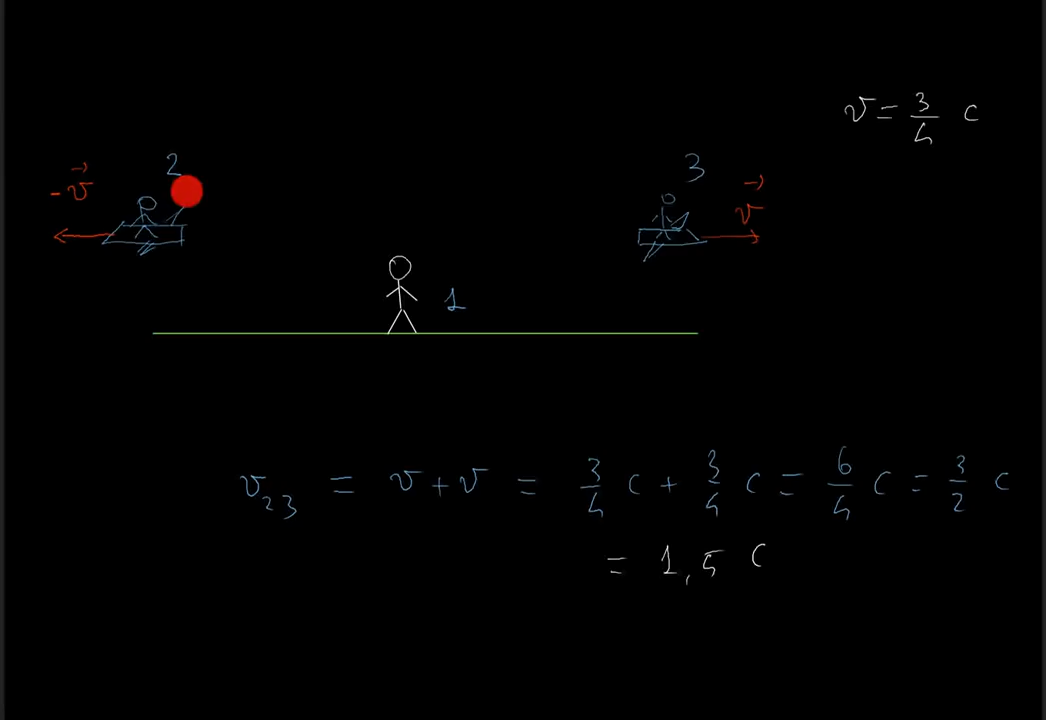 v = 3/4 c
2
3
-v⃗
v⃗
1
v₂₃ = v + v = 3/4 c + 3/4 c = 6/4 c = 3/2 c
= 1,5 c